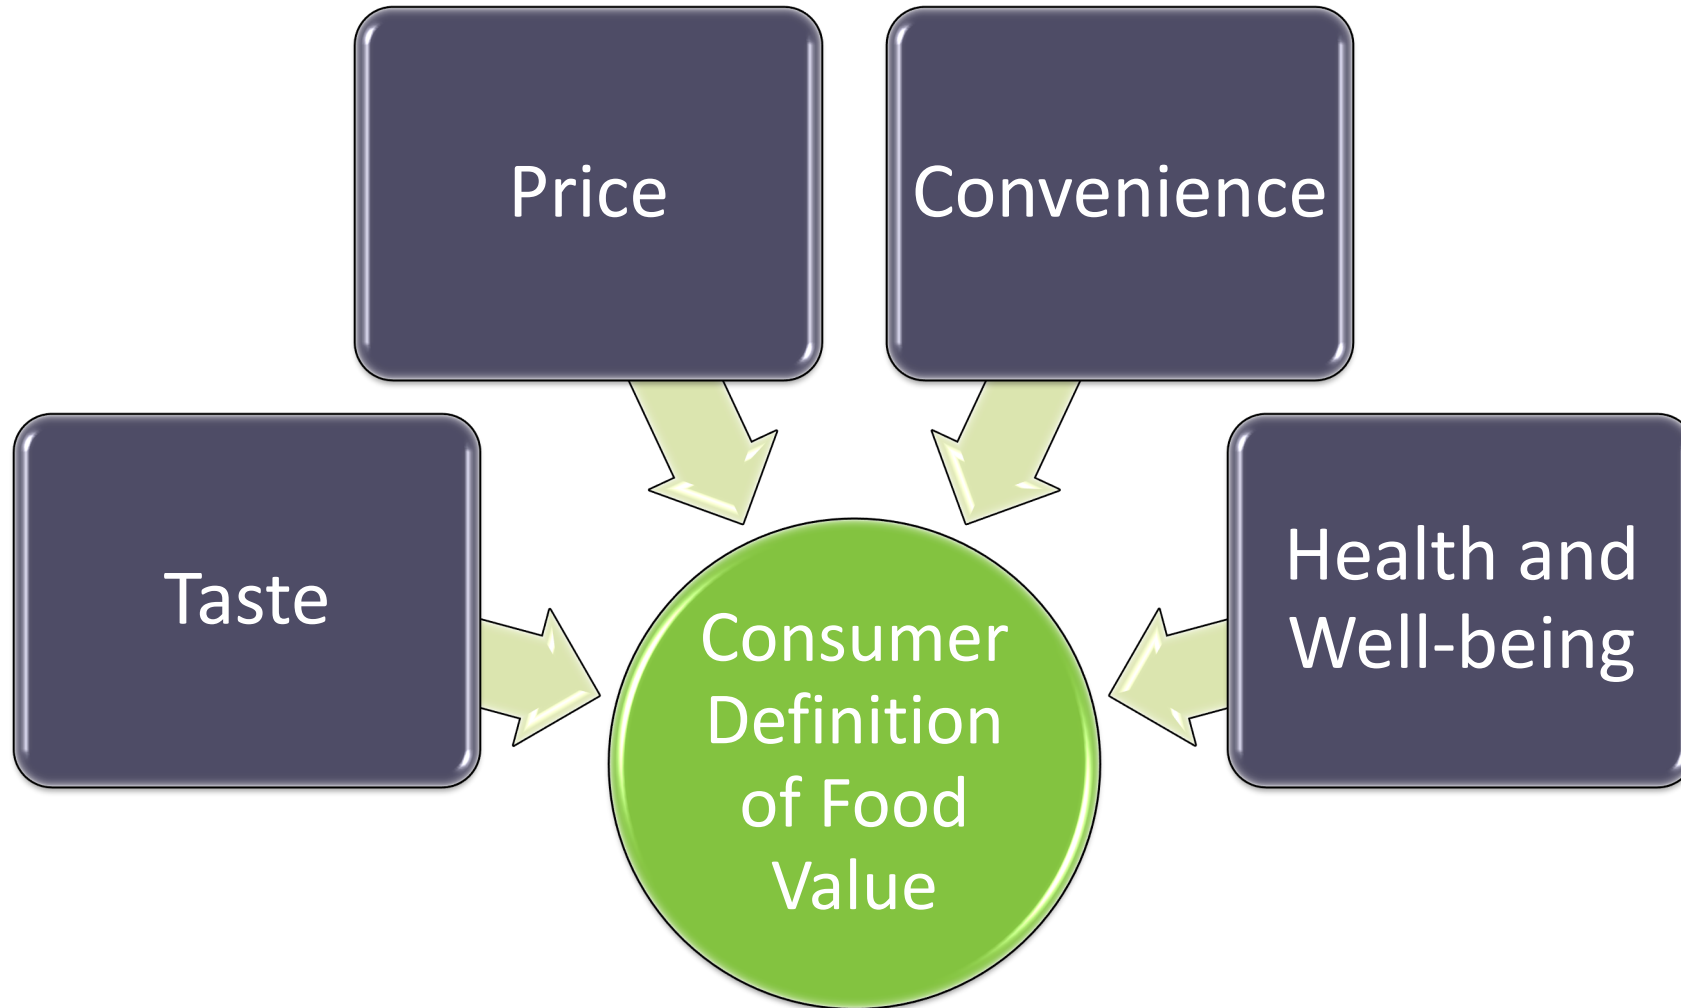 Price
Convenience
Taste
Health and
Well-being
Consumer
Definition
of Food
Value